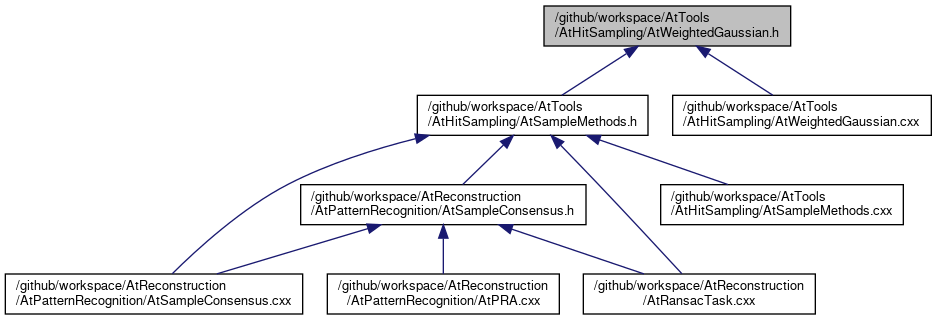 /github/workspace/AtTools
/AtHitSampling/AtWeightedGaussian.h
/github/workspace/AtTools
/AtHitSampling/AtSampleMethods.h
/github/workspace/AtTools
/AtHitSampling/AtWeightedGaussian.cxx
/github/workspace/AtReconstruction
/AtPatternRecognition/AtSampleConsensus.h
/github/workspace/AtTools
/AtHitSampling/AtSampleMethods.cxx
/github/workspace/AtReconstruction
/AtPatternRecognition/AtSampleConsensus.cxx
/github/workspace/AtReconstruction
/AtPatternRecognition/AtPRA.cxx
/github/workspace/AtReconstruction
/AtRansacTask.cxx